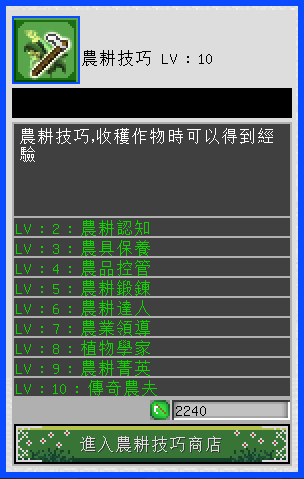 農耕技巧 LV : 10
農耕技巧,收穫作物時可以得到經
驗
LV : 2 : 農耕認知
LV : 3 : 農具保養
LV : 4 : 農品控管
LV : 5 : 農耕鍛鍊
LV : 6 : 農耕達人
LV : 7 : 農業領導
LV : 8 : 植物學家
LV : 9 : 農耕菁英
LV : 10 : 傳奇農夫
2240
進入農耕技巧商店